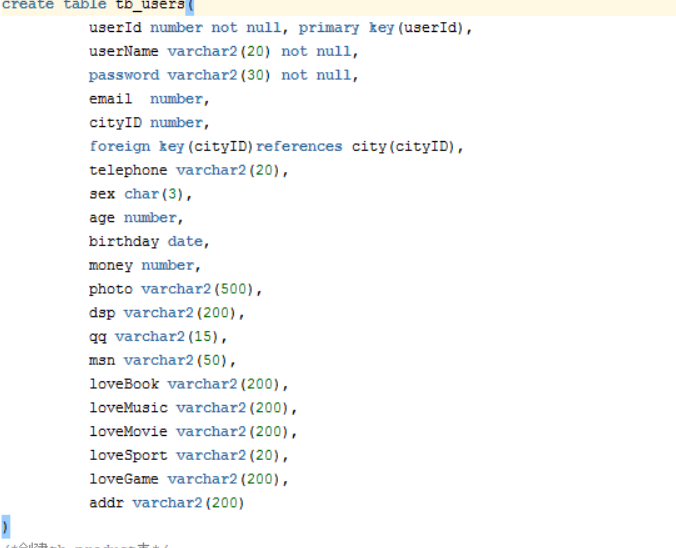 create table tb_users(
userId number not null, primary key(userId),
userName varchar2(20) not null,
password varchar2(30) not null,
email  number,
cityID number,
foreign key(cityID)references city(cityID),
telephone varchar2(20),
sex char(3),
age number,
birthday date,
money number,
photo varchar2(500),
dsp varchar2(200),
qq varchar2(15),
msn varchar2(50),
loveBook varchar2(200),
loveMusic varchar2(200),
loveMovie varchar2(200),
loveSport varchar2(20),
loveGame varchar2(200),
addr varchar2(200)
)